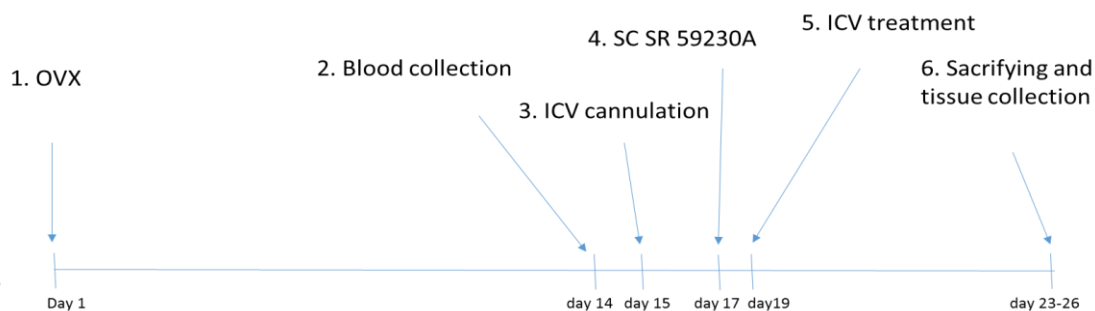 1. OVX
2. Blood collection
3. ICV cannulation
4. SC SR 59230A
5. ICV treatment
6. Sacrifying and
tissue collection
Day 1
day 14
day 15
day 17
day19
day 23-26